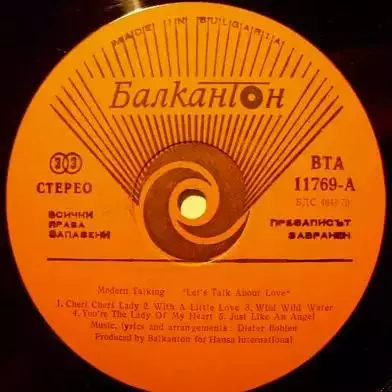 MADE IN BULGARIA
Балкантон
33
СТЕРЕО
ВТА
11769-А
БДС
ВСИЧКИ
ПРАВА
ЗАПАЗЕНИ
ПРЕЗАПИСЪТ
ЗАБРАНЕН
Modern Talking "Let's Talk About Love"
1. Cheri Cheri Lady 2. With A Little Love 3. Wild Wild Water
4. You're The Lady Of My Heart 5. Just Like An Angel
Music, lyrics and arrangements : Dieter Bohlen
Produced by Balkanton for Hansa International